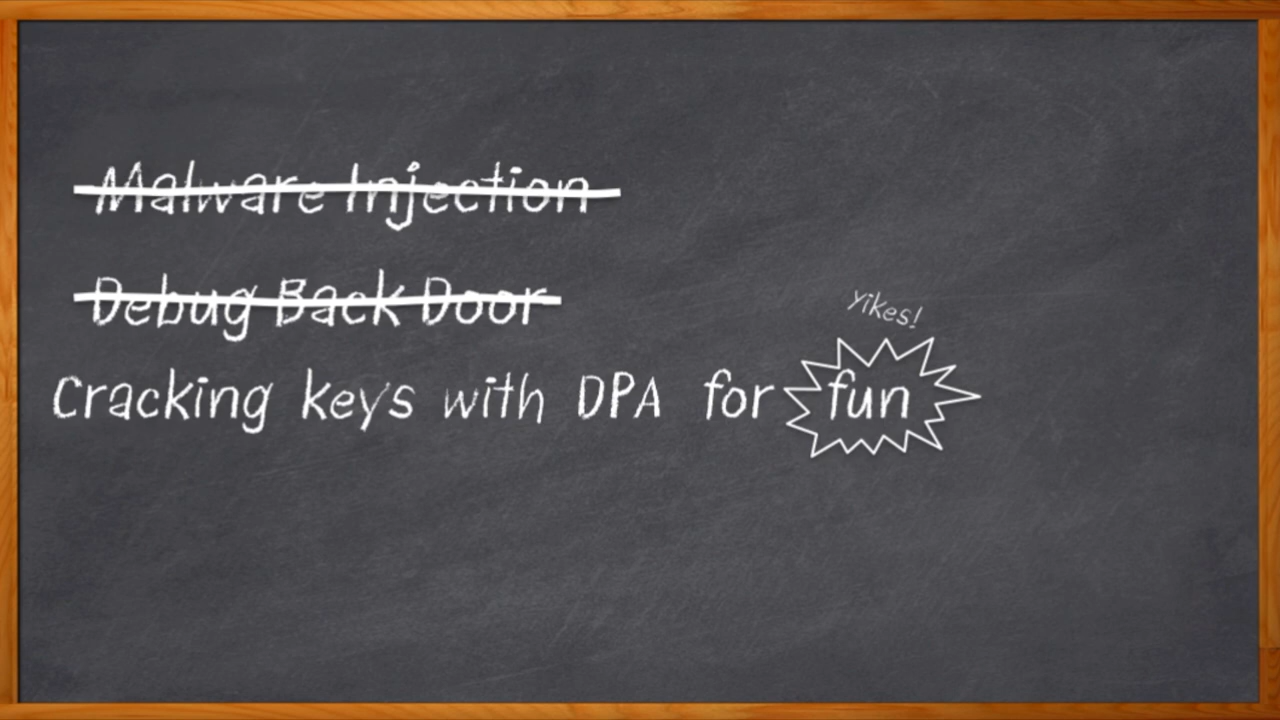 Malware Injection
Debug Back Door
Yikes!
Cracking keys with DPA for fun